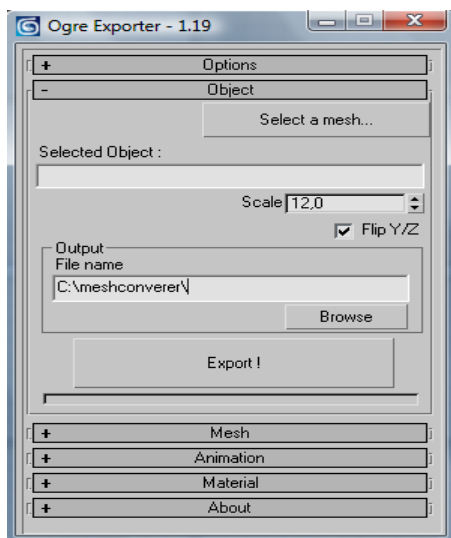 Ogre Exporter - 1.19
+ Options
- Object
Select a mesh...
Selected Object :
Scale 12,0
Flip Y/Z
Output
File name
C:\meshconverer\
Browse
Export !
+ Mesh
+ Animation
+ Material
+ About